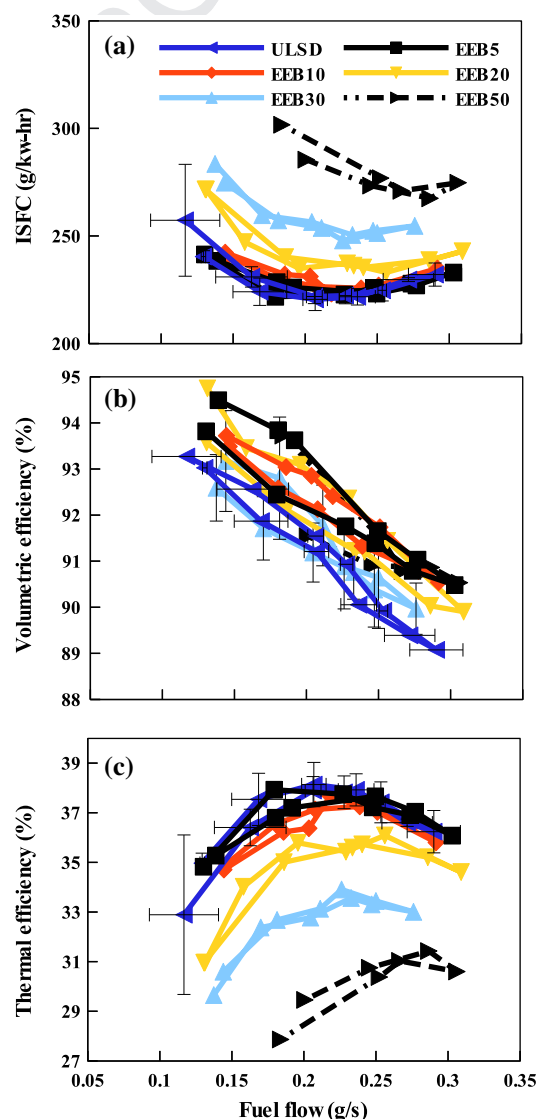 350
300
250
200
ISFC (g/kw-hr)
(a)
ULSD
EEB5
EEB10
EEB20
EEB30
EEB50
95
94
93
92
91
90
89
88
Volumetric efficiency (%)
(b)
39
37
35
33
31
29
27
Thermal efficiency (%)
(c)
0.05
0.1
0.15
0.2
0.25
0.3
0.35
Fuel flow (g/s)